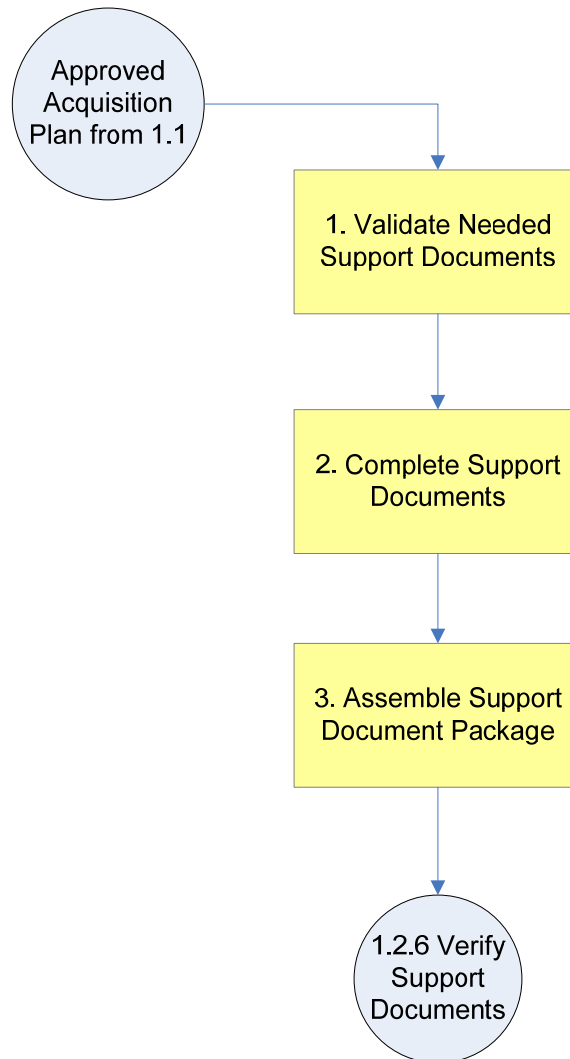 Approved
Acquisition
Plan from 1.1
1. Validate Needed
Support Documents
2. Complete Support
Documents
3. Assemble Support
Document Package
1.2.6 Verify
Support
Documents